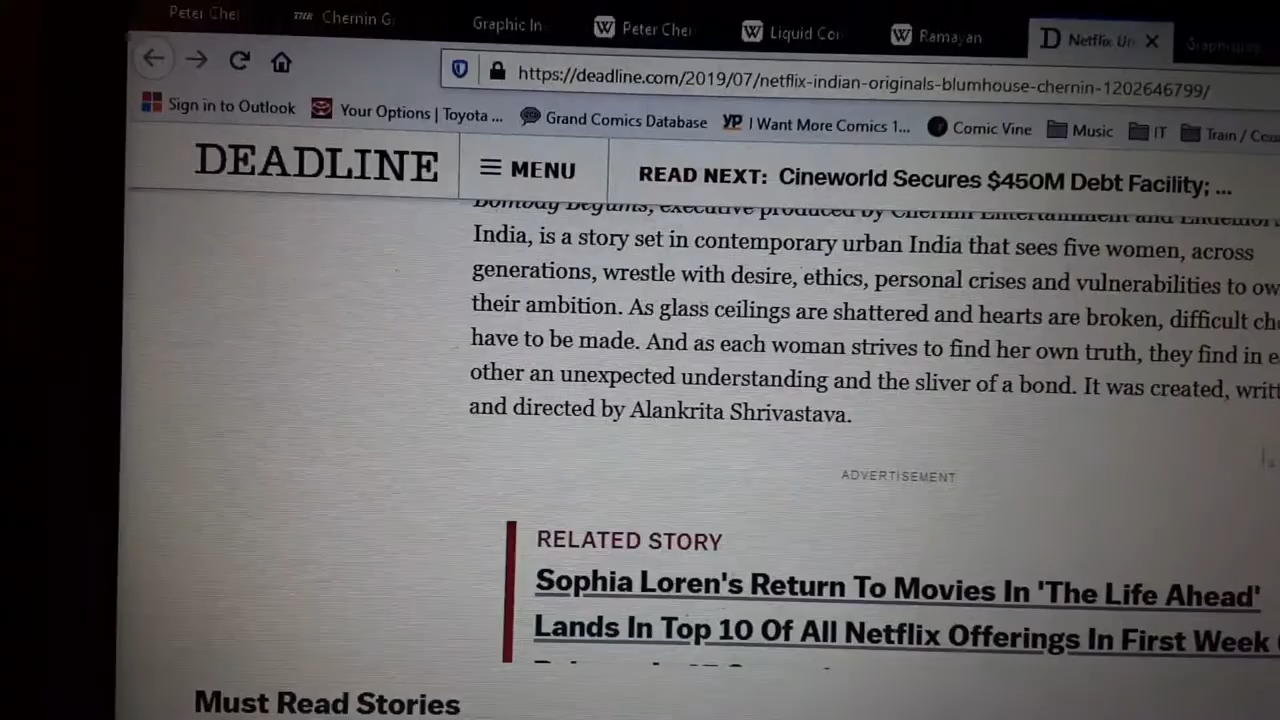 Peter Cher
THR Chernin G
Graphic In
W Peter Cher
W Liquid Cor
W Ramayan
D Netflix Un
https://deadline.com/2019/07/netflix-indian-originals-blumhouse-chernin-1202646799/
Sign in to Outlook
Your Options | Toyota ...
Grand Comics Database
YP I Want More Comics 1...
Comic Vine
Music
IT
Train / Cou
DEADLINE
MENU
READ NEXT: Cineworld Secures $450M Debt Facility; ...
Bombay Begums, executive produced by Chernin Entertainment and Endemol
India, is a story set in contemporary urban India that sees five women, across
generations, wrestle with desire, ethics, personal crises and vulnerabilities to ow
their ambition. As glass ceilings are shattered and hearts are broken, difficult ch
have to be made. And as each woman strives to find her own truth, they find in e
other an unexpected understanding and the sliver of a bond. It was created, writt
and directed by Alankrita Shrivastava.
ADVERTISEMENT
RELATED STORY
Sophia Loren's Return To Movies In 'The Life Ahead'
Lands In Top 10 Of All Netflix Offerings In First Week
Must Read Stories